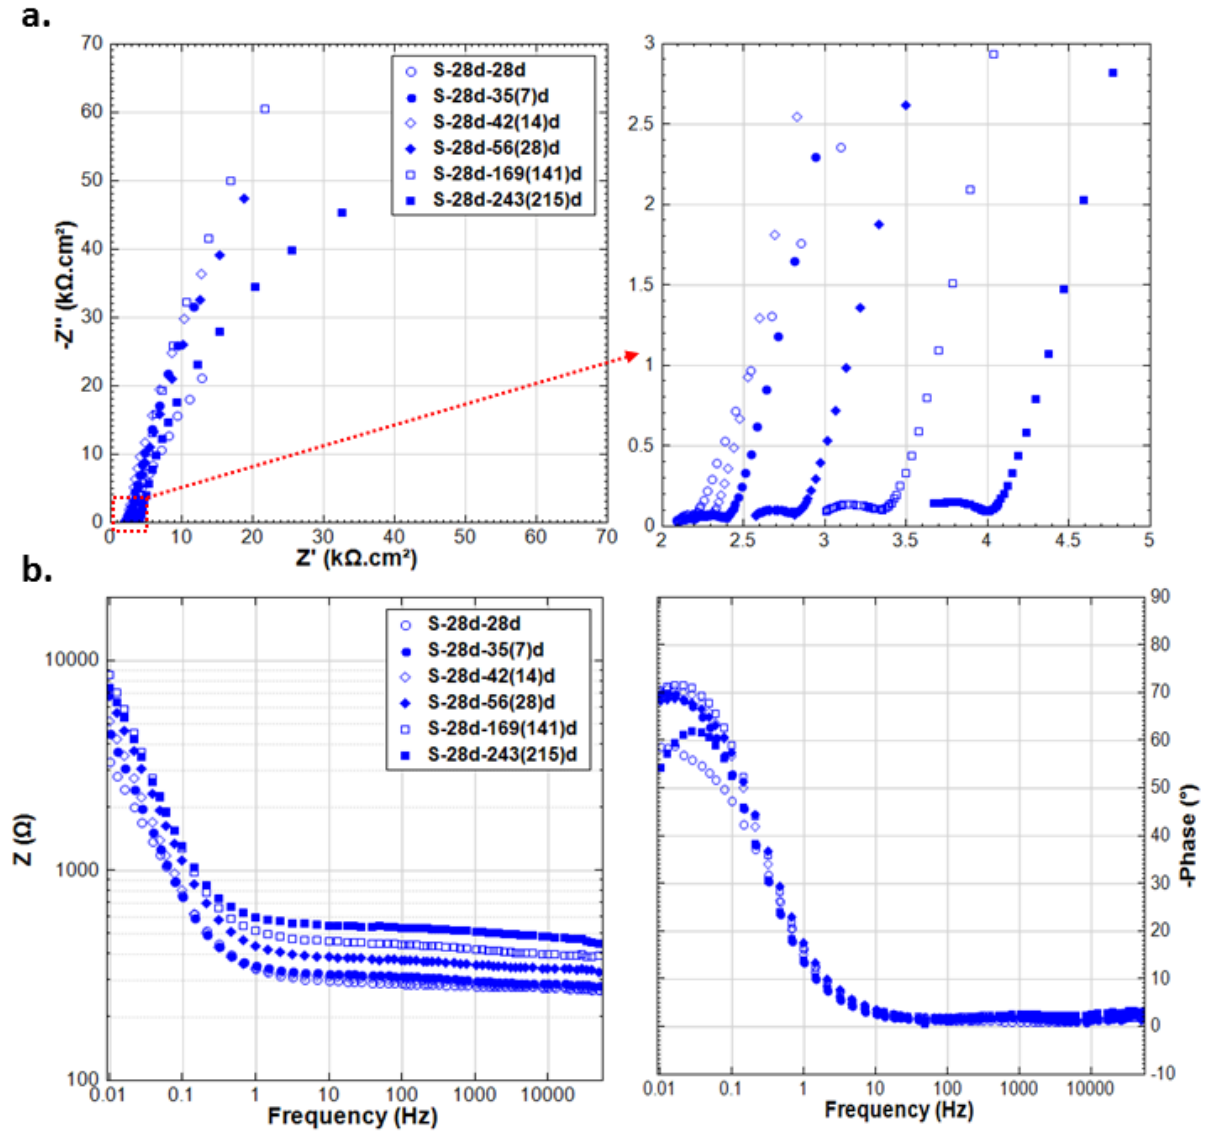 a.
70
60
50
40
30
20
10
0
-Z'' (kΩ.cm²)
0 10 20 30 40 50 60 70
Z' (kΩ.cm²)
S-28d-28d
S-28d-35(7)d
S-28d-42(14)d
S-28d-56(28)d
S-28d-169(141)d
S-28d-243(215)d
3
2.5
2
1.5
1
0.5
0
2 2.5 3 3.5 4 4.5 5
b.
10000
1000
100
Z (Ω)
0.01 0.1 1 10 100 1000 10000
Frequency (Hz)
S-28d-28d
S-28d-35(7)d
S-28d-42(14)d
S-28d-56(28)d
S-28d-169(141)d
S-28d-243(215)d
90
80
70
60
50
40
30
20
10
0
-10
-Phase (°)
0.01 0.1 1 10 100 1000 10000
Frequency (Hz)